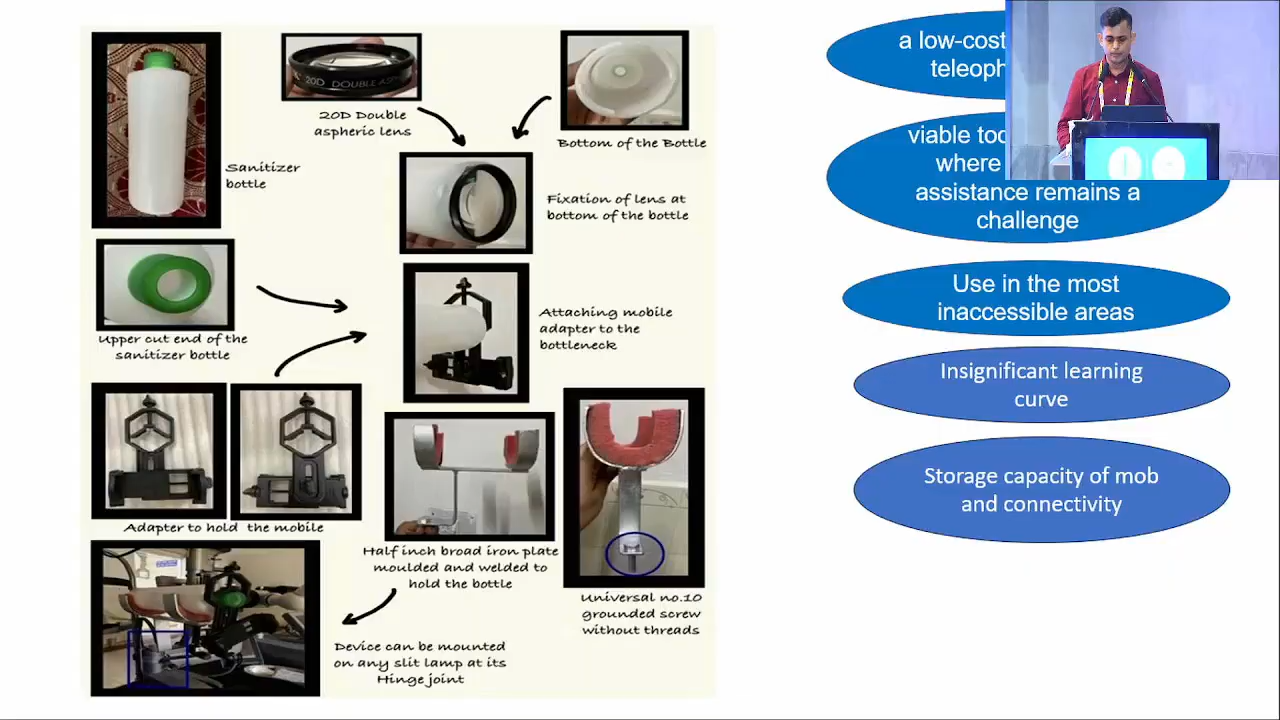 20D DOUBLE
20D Double
aspheric lens
Bottom of the Bottle
Sanitizer
bottle
Fixation of lens at
bottom of the bottle
Upper cut end of the
sanitizer bottle
Attaching mobile
adapter to the
bottleneck
Adapter to hold the mobile
Half inch broad iron plate
moulded and welded to
hold the bottle
Universal no.10
grounded screw
without threads
Device can be mounted
on any slit lamp at its
Hinge joint
a low-cost
viable
where
assistance remains a
challenge
Use in the most
inaccessible areas
Insignificant learning
curve
Storage capacity of mob
and connectivity